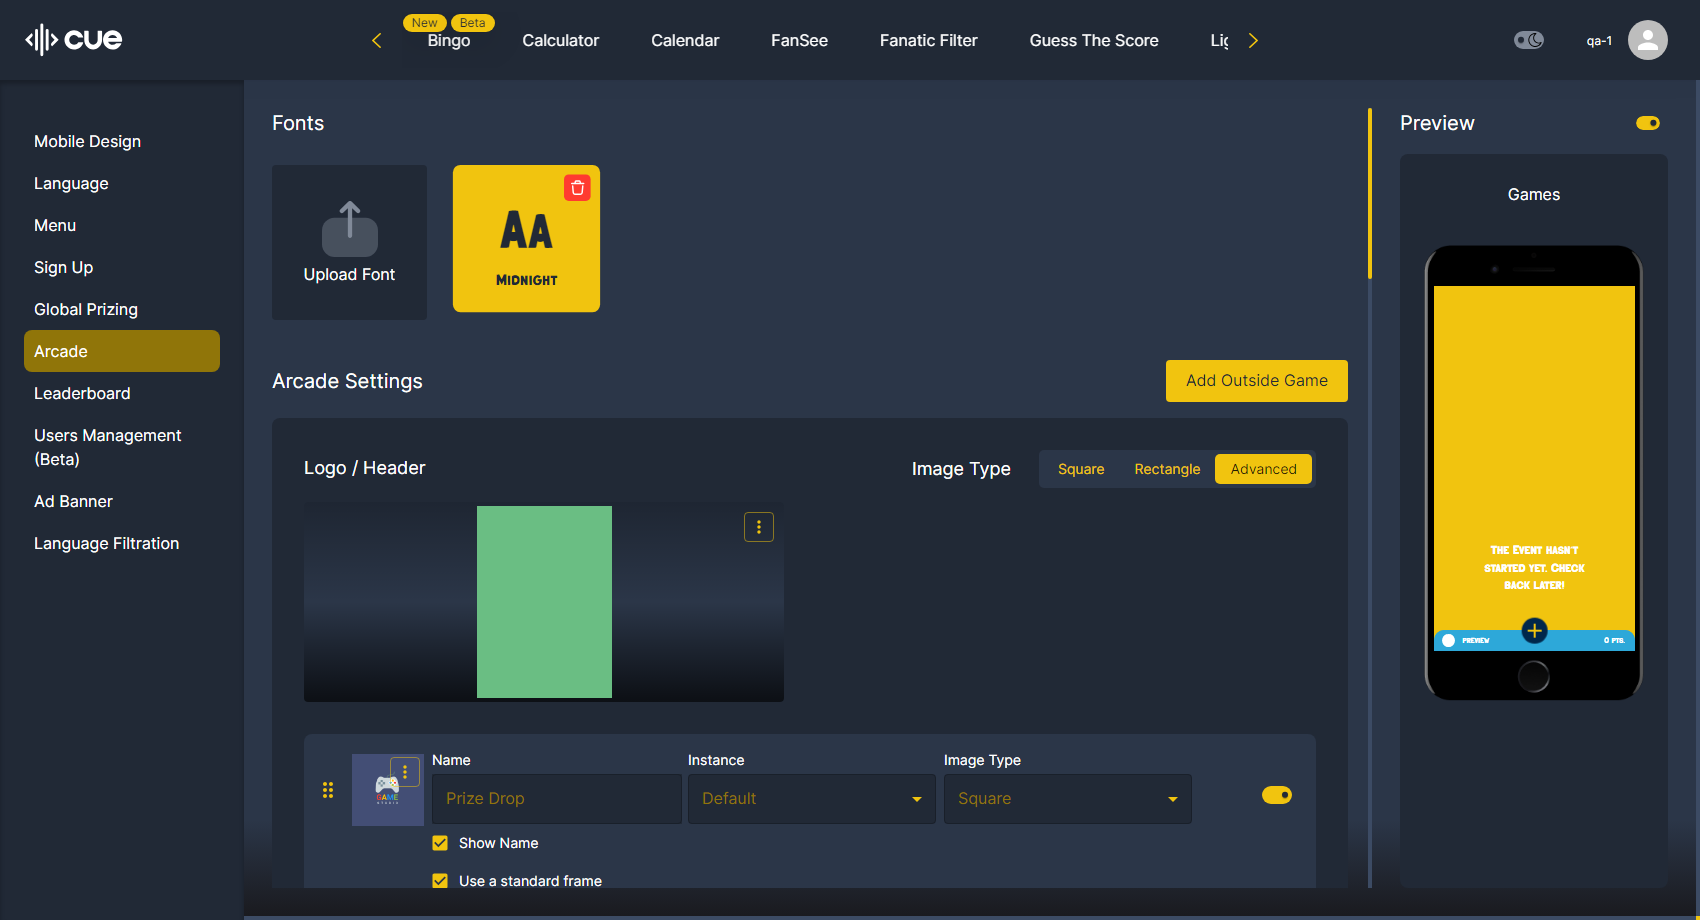 cue
New
Beta
Bingo
Calculator
Calendar
FanSee
Fanatic Filter
Guess The Score
qa-1
Mobile Design
Language
Menu
Sign Up
Global Prizing
Arcade
Leaderboard
Users Management
(Beta)
Ad Banner
Language Filtration
Fonts
Upload Font
AA
MIDNIGHT
Arcade Settings
Add Outside Game
Logo / Header
Image Type
Square
Rectangle
Advanced
GAME
STUDIO
Name
Prize Drop
Instance
Default
Image Type
Square
Show Name
Use a standard frame
Preview
Games
THE EVENT HASN'T
STARTED YET. CHECK
BACK LATER!
PREVIEW
0 PTS.